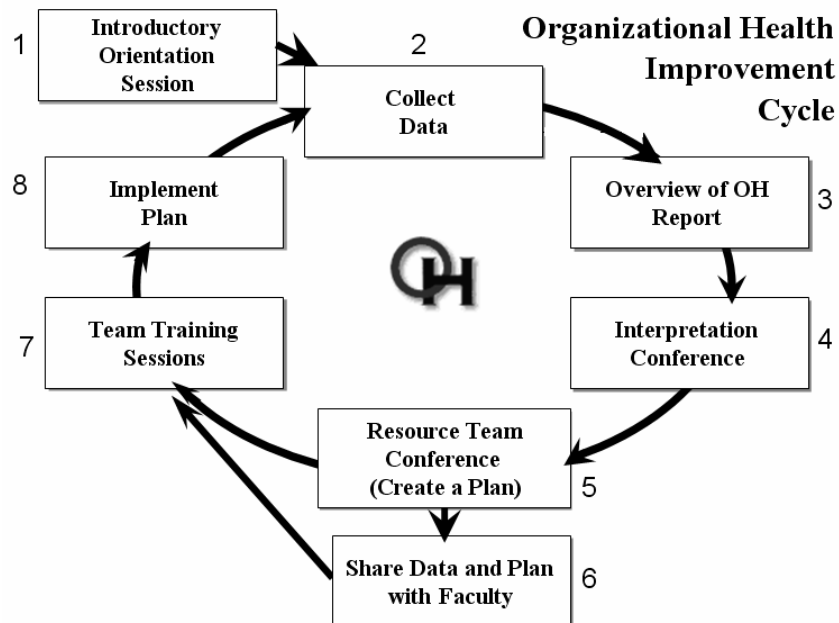 Organizational Health
Improvement
Cycle
1
Introductory
Orientation
Session
2
Collect
Data
3
Overview of OH
Report
4
Interpretation
Conference
5
Resource Team
Conference
(Create a Plan)
6
Share Data and Plan
with Faculty
7
Team Training
Sessions
8
Implement
Plan
OH